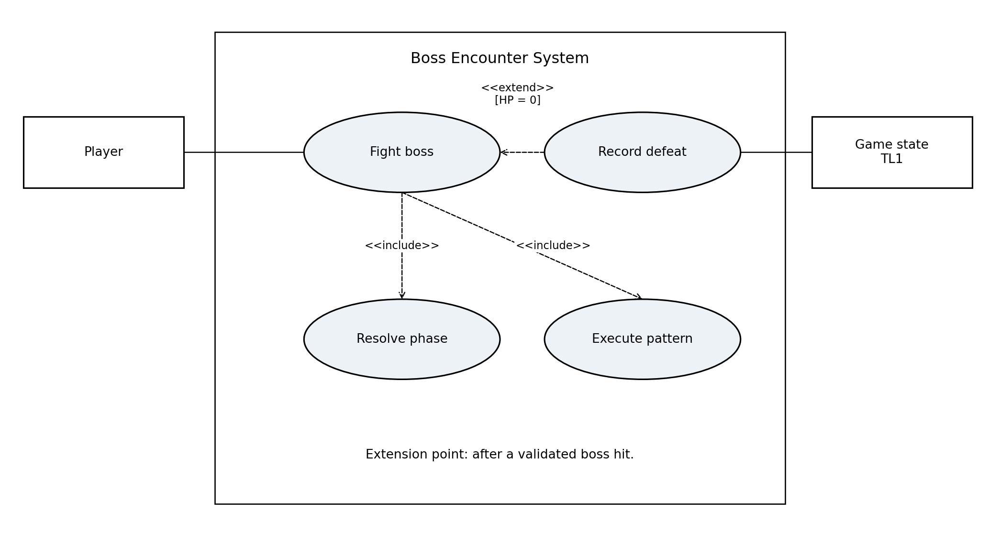 Boss Encounter System
<<extend>>
[HP = 0]
Player
Fight boss
Record defeat
Game state
TL1
<<include>>
<<include>>
Resolve phase
Execute pattern
Extension point: after a validated boss hit.